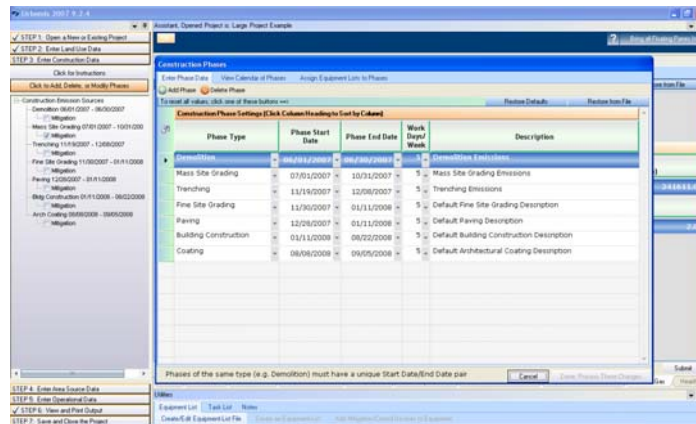 Urbemis 2007 9.2.4
Assistant, Opened Project is: Large Project Example
STEP 1: Open a New or Existing Project
STEP 2: Enter Land Use Data
STEP 3: Enter Construction Data
Click for Instructions
Click to Add, Delete, or Modify Phases
Construction Emission Sources
Demolition 06/01/2007 - 06/30/2007
Mitigation
Mass Site Grading 07/01/2007 - 10/31/200
Mitigation
Trenching 11/19/2007 - 12/08/2007
Mitigation
Fine Site Grading 11/30/2007 - 01/11/2008
Mitigation
Paving 12/26/2007 - 01/11/2008
Mitigation
Bldg Construction 01/11/2008 - 08/22/2008
Mitigation
Arch Coating 08/08/2008 - 09/05/2008
Mitigation
STEP 4: Enter Area Source Data
STEP 5: Enter Operational Data
STEP 6: View and Print Output
STEP 7: Save and Close the Project
Construction Phases
Enter Phase Data View Calendar of Phases Assign Equipment Lists to Phases
Add Phase Delete Phase
To reset all values, click one of these buttons ==> Restore Defaults Restore from File
Construction Phase Settings (Click Column Heading to Sort by Column)
Phase Type Phase Start Date Phase End Date Work Days/ Week Description
Demolition 06/01/2007 06/30/2007 5 Demolition Emissions
Mass Site Grading 07/01/2007 10/31/2007 5 Mass Site Grading Emissions
Trenching 11/19/2007 12/08/2007 5 Trenching Emissions
Fine Site Grading 11/30/2007 01/11/2008 5 Default Fine Site Grading Description
Paving 12/26/2007 01/11/2008 5 Default Paving Description
Building Construction 01/11/2008 08/22/2008 5 Default Building Construction Description
Coating 08/08/2008 09/05/2008 5 Default Architectural Coating Description
Phases of the same type (e.g. Demolition) must have a unique Start Date/End Date pair
Cancel
Submit
Utilities
Equipment List Task List Notes
Create/Edit Equipment List File